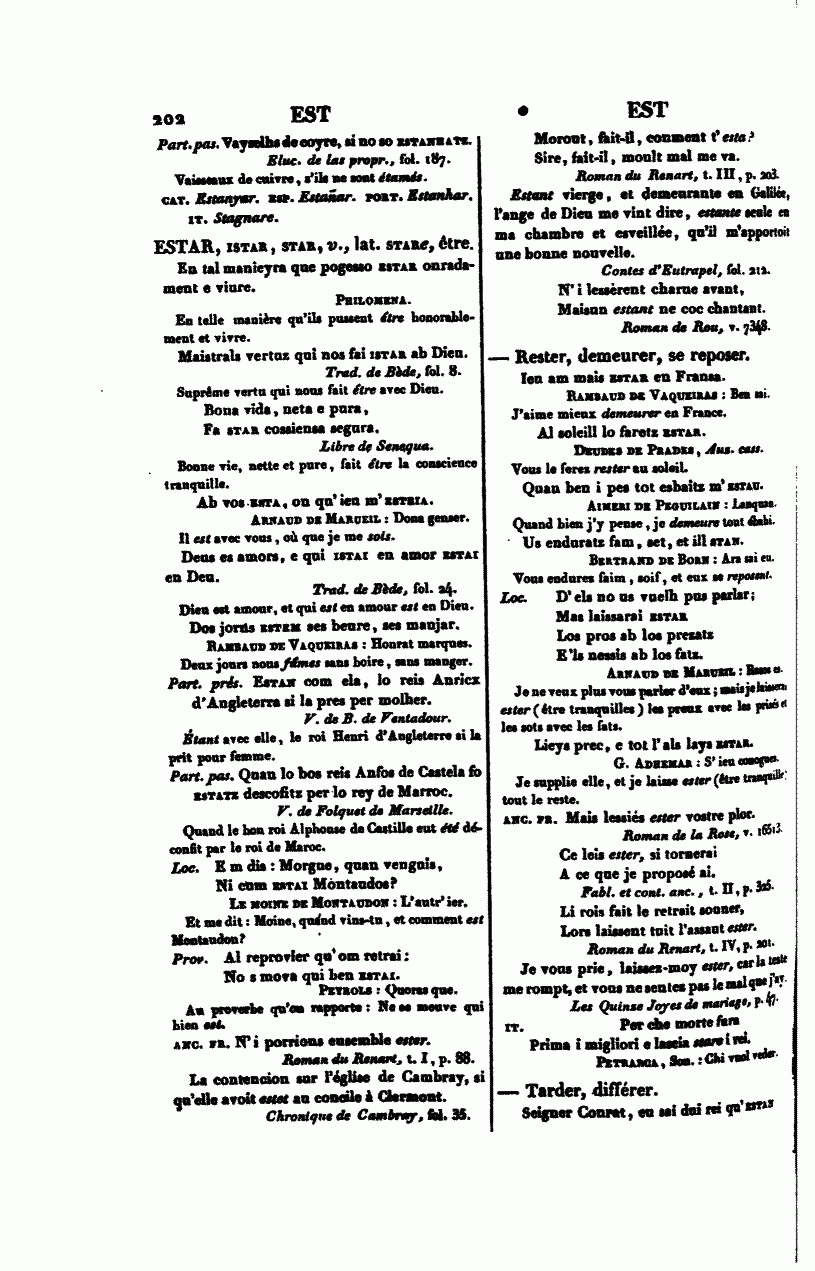 202 EST
Part. pas. Vayselhs de coyre, si no so ESTANHATZ.
Eluc. de las propr., fol. 187.
Vaisseaux de cuivre, s'ils ne sont étamés.
CAT. Estanyar. ESP. Estañar. PORT. Estanhar.
IT. Stagnare.
ESTAR, ISTAR, STAR, v., lat. STARE, être.
En tal manieyra que pogesso ESTAR onrada-
ment e viure.
PHILOMENA.
En telle manière qu'ils pussent être honorable-
ment et vivre.
Maistrals vertuz qui nos fai ISTAR ab Dieu.
Trad. de Bède, fol. 8.
Suprême vertu qui nous fait être avec Dieu.
Bona vida, neta e pura,
Fa STAR cossiensa segura.
Libre de Senequa.
Bonne vie, nette et pure, fait être la conscience
tranquille.
Ab vos ESTA, on qu'ieu m'ESTRIA.
ARNAUD DE MARUEIL : Dona genser.
Il est avec vous, où que je me sois.
Deus es amors, e qui ISTAI en amor ESTAI
en Deu.
Trad. de Bède, fol. 24.
Dieu est amour, et qui est en amour est en Dieu.
Dos jorns ESTEM ses beure, ses manjar.
RAMBAUD DE VAQUEIRAS : Honrat marques.
Deux jours nous fûmes sans boire, sans manger.
Part. prés. ESTAN com ela, lo reis Anricx
d'Angleterra si la pres per molher.
V. de B. de Ventadour.
Étant avec elle, le roi Henri d'Angleterre si la
prit pour femme.
Part. pas. Quan lo bos reis Anfos de Castela fo
ESTATZ descofitz per lo rey de Marroc.
V. de Folquet de Marseille.
Quand le bon roi Alphonse de Castille eut été dé-
confit par le roi de Maroc.
Loc. E m dis : Morgue, quan venguis,
Ni cum ESTAI Montaudos?
LE MOINE DE MONTAUDON : L'autr'ier.
Et me dit : Moine, quand vins-tu, et comment est
Montaudon?
Prov. Al reprovier qu'om retrai:
No s mova qui ben ESTAI.
PEYROLS : Quoras que.
Au proverbe qu'on rapporte : Ne se meuve qui
bien est.
ANC. FR. N'i porrions ensemble ester.
Roman du Renart, t. I, p. 88.
La contencion sur l'église de Cambray, si
qu'elle avoit estet au concile à Clermont.
Chronique de Cambray, fol. 35.
EST
Moront, fait-il, conment t'esta?
Sire, fait-il, moult mal me va.
Roman du Renart, t. III, p. 203.
Estant vierge, et demeurante en Galilée,
l'ange de Dieu me vint dire, estante seule en
ma chambre et esveillée, qu'il m'apportoit
une bonne nouvelle.
Contes d'Eutrapel, fol. 212.
N'i lessèrent charue avant,
Maison estant ne coc chantant.
Roman de Rou, v. 7348.
— Rester, demeurer, se reposer.
Ieu am mais ESTAR en Fransa.
RAMBAUD DE VAQUEIRAS : Ben sai.
J'aime mieux demeurer en France.
Al soleill lo faretz ESTAR.
DEUDES DE PRADES, Aus. cass.
Vous le ferez rester au soleil.
Quan ben i pes tot esbaitz m'ESTAU.
AIMERI DE PEGUILAIN : Lanquan.
Quand bien j'y pense, je demeure tout ébahi.
Us enduratz fam, set, et ill STAN.
BERTRAND DE BORN : Ara sai eu.
Vous endurez faim, soif, et eux se reposent.
Loc. D'els no us vuelh pus parlar;
Mas laissarai ESTAR
Los pros ab los prezatz
E'ls nessis ab los fatz.
ARNAUD DE MARUEIL : Rasos es.
Je ne veux plus vous parler d'eux; mais je laisserai
ester (être tranquilles) les preux avec les prisés et
les sots avec les fats.
Lieys prec, e tot l'als lays ESTAR.
G. ADHEMAR : S'ieu conogues.
Je supplie elle, et je laisse ester (être tranquille)
tout le reste.
ANC. FR. Mais lessiés ester vostre plor.
Roman de la Rose, v. 16513.
Ce leis ester, si tornerai
A ce que je proposé ai.
Fabl. et cont. anc., t. II, p. 326.
Li rois fait le retrait sonner,
Lors laissent tuit l'assaut ester.
Roman du Renart, t. IV, p. 201.
Je vous prie, laissez-moy ester, car la teste
me rompt, et vous ne sentez pas le mal que j'ay.
Les Quinze Joyes de mariage, p. 47.
IT. Per che morte fura
Prima i migliori e lascia stare i rei.
PETRARCA, Son. : Chi vuol veder.
— Tarder, différer.
Seigner Conrat, eu sai dui rei qu'ESTAN